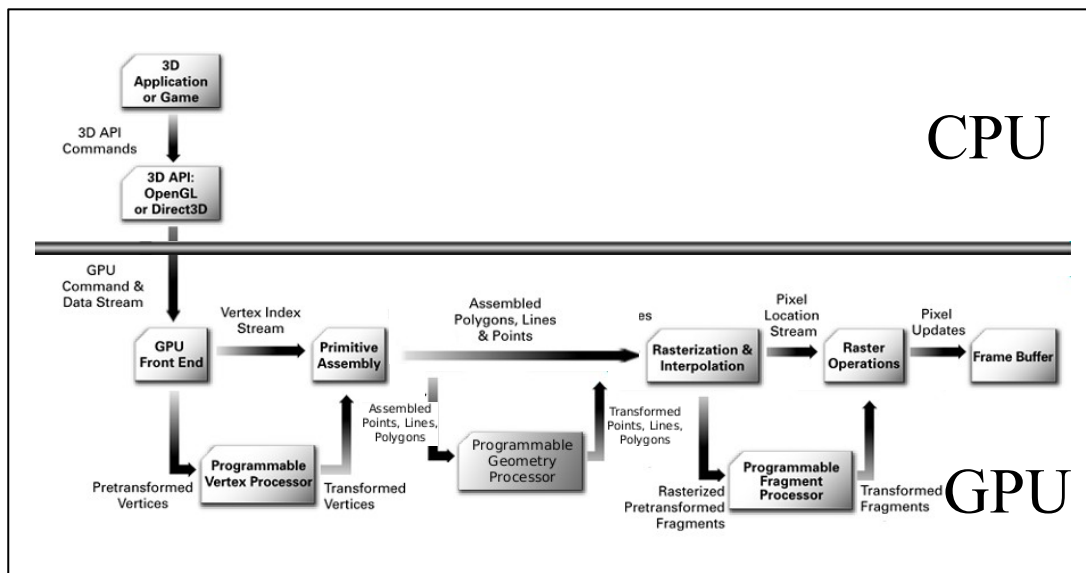 3D
Application
or Game
3D API
Commands
CPU
3D API:
OpenGL
or Direct3D
GPU
Command &
Data Stream
Vertex Index
Stream
Assembled
Polygons, Lines
& Points
es
Pixel
Location
Stream
Pixel
Updates
GPU
Front End
Primitive
Assembly
Rasterization &
Interpolation
Raster
Operations
Frame Buffer
Assembled
Points, Lines,
Polygons
Transformed
Points, Lines,
Polygons
Programmable
Vertex Processor
Programmable
Geometry
Processor
Programmable
Fragment
Processor
Pretransformed
Vertices
Transformed
Vertices
Rasterized
Pretransformed
Fragments
Transformed
Fragments
GPU